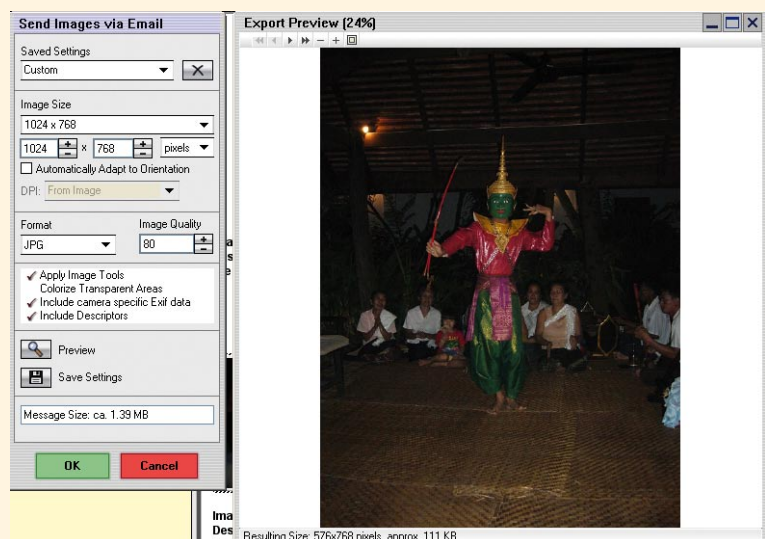 Send Images via Email
Saved Settings
Custom
Image Size
1024 x 768
1024 x 768 pixels
Automatically Adapt to Orientation
DPI: From Image
Format Image Quality
JPG 80
Apply Image Tools
Colorize Transparent Areas
Include camera specific Exif data
Include Descriptors
Preview
Save Settings
Message Size: ca. 1.39 MB
OK Cancel
Export Preview (24%)
Resulting Size: 576x768 pixels, approx. 111 KB
Ima
Des